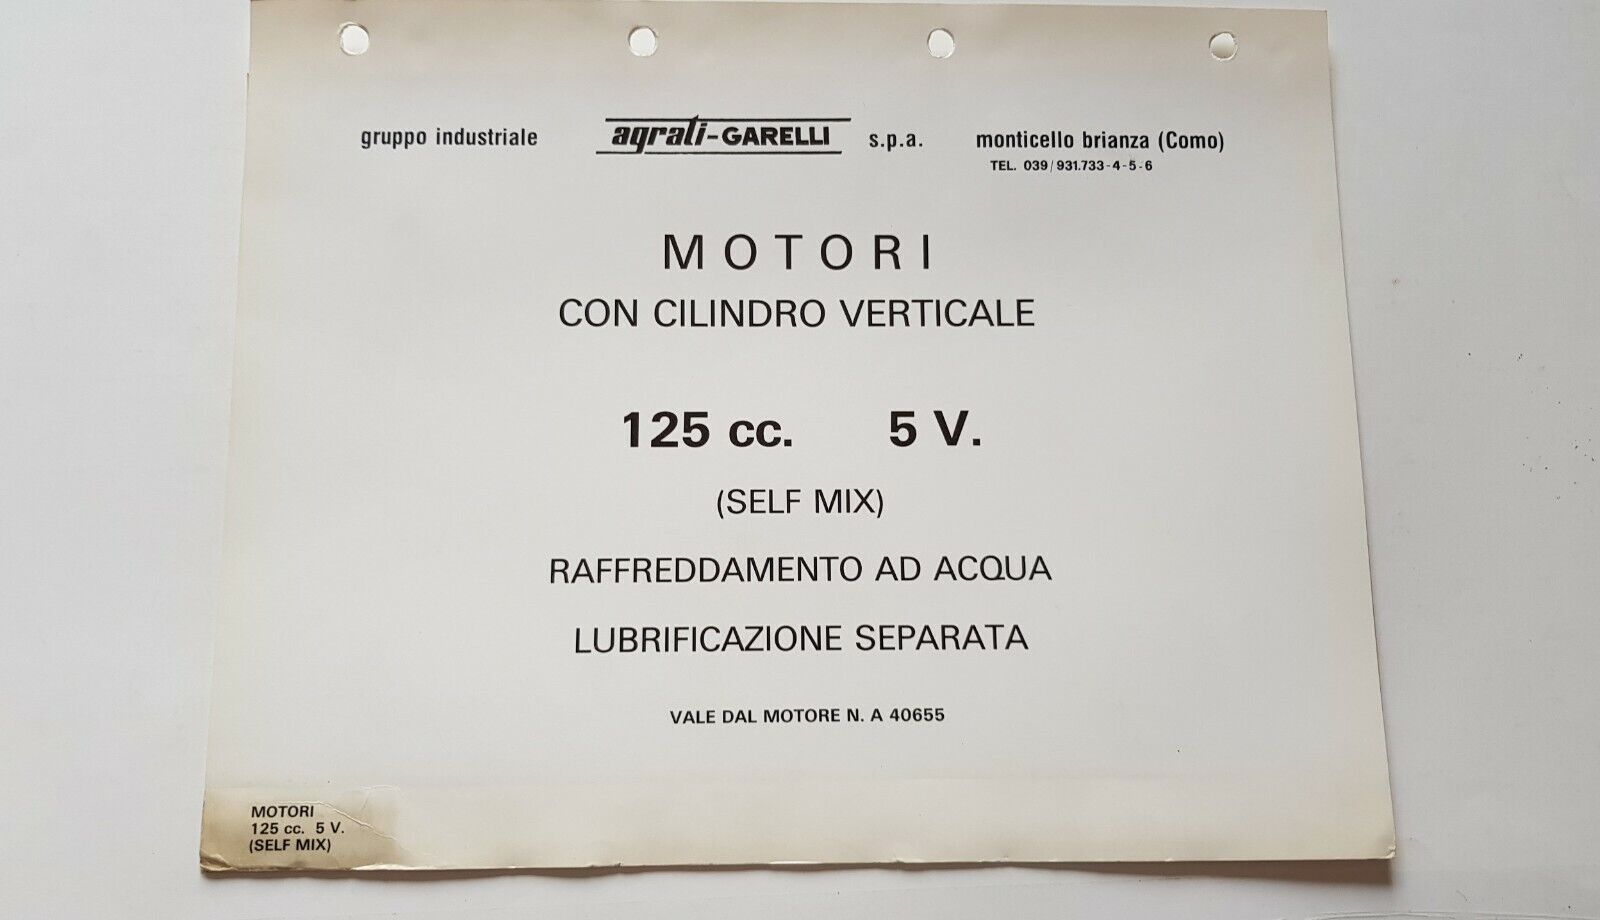 gruppo industriale agrati-GARELLI s.p.a. monticello brianza (Como)
TEL. 039/931.733-4-5-6
MOTORI
CON CILINDRO VERTICALE
125 cc. 5 V.
(SELF MIX)
RAFFREDDAMENTO AD ACQUA
LUBRIFICAZIONE SEPARATA
VALE DAL MOTORE N. A 40655
MOTORI
125 cc. 5 V.
(SELF MIX)